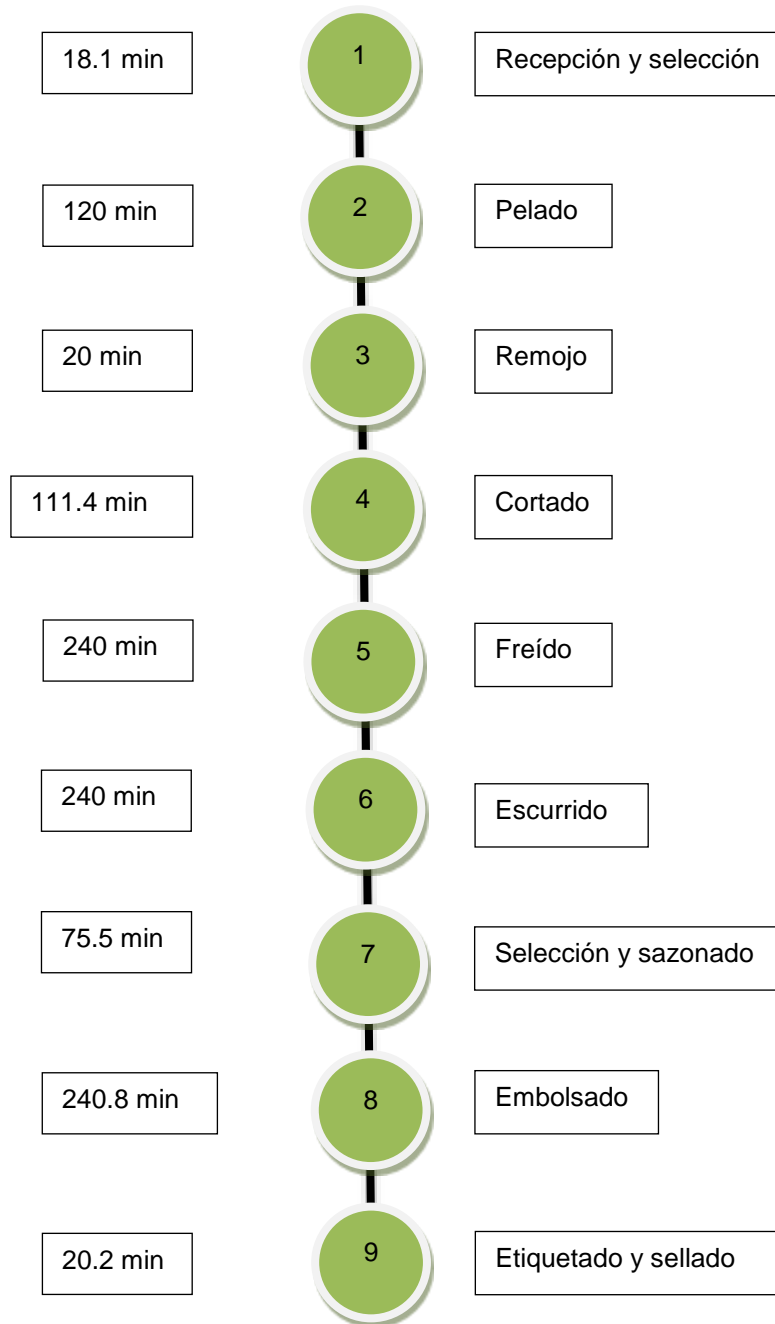 18.1 min 1 Recepción y selección
120 min 2 Pelado
20 min 3 Remojo
111.4 min 4 Cortado
240 min 5 Freído
240 min 6 Escurrido
75.5 min 7 Selección y sazonado
240.8 min 8 Embolsado
20.2 min 9 Etiquetado y sellado